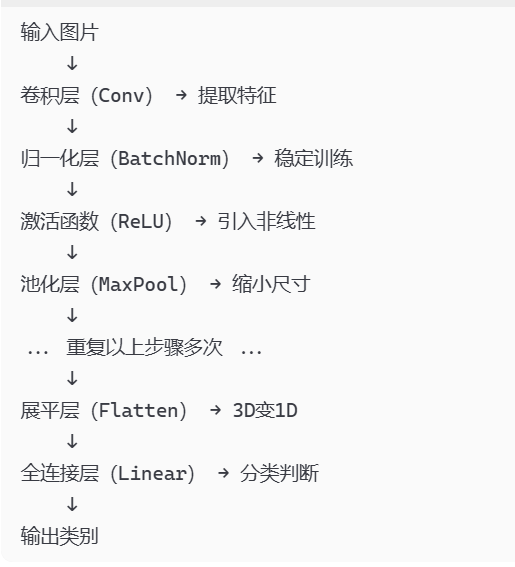 输入图片
↓
卷积层（Conv） → 提取特征
↓
归一化层（BatchNorm） → 稳定训练
↓
激活函数（ReLU） → 引入非线性
↓
池化层（MaxPool） → 缩小尺寸
↓
... 重复以上步骤多次 ...
↓
展平层（Flatten） → 3D变1D
↓
全连接层（Linear） → 分类判断
↓
输出类别